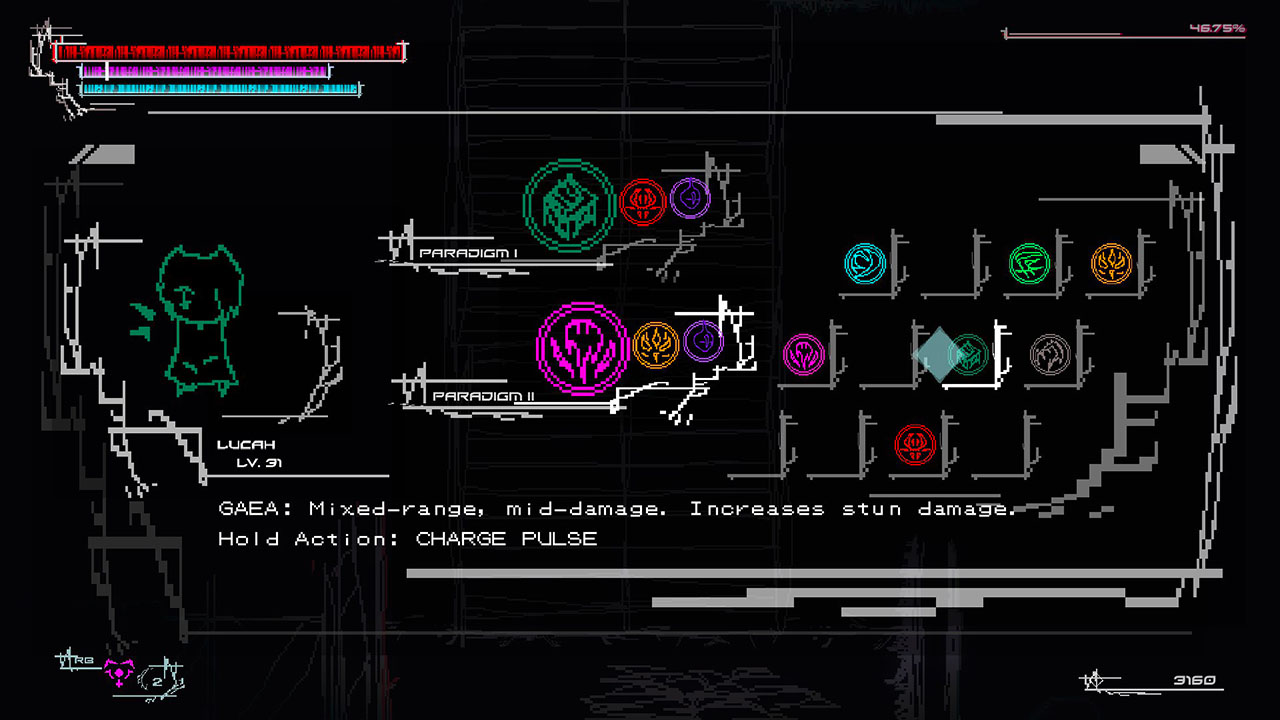 46.75%
PARADIGM I
PARADIGM II
LUCAH
LV. 31
GAEA: Mixed-range, mid-damage. Increases stun damage.
Hold Action: CHARGE PULSE
RB
2
3160